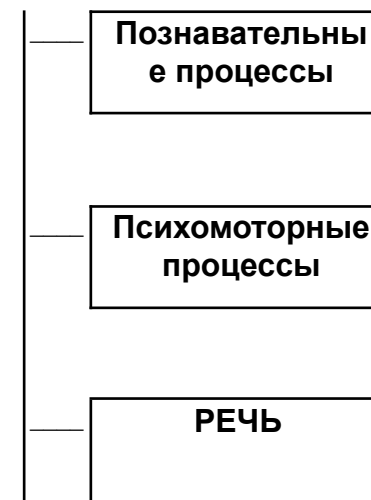 Познавательны
е процессы
Психомоторные
процессы
РЕЧЬ